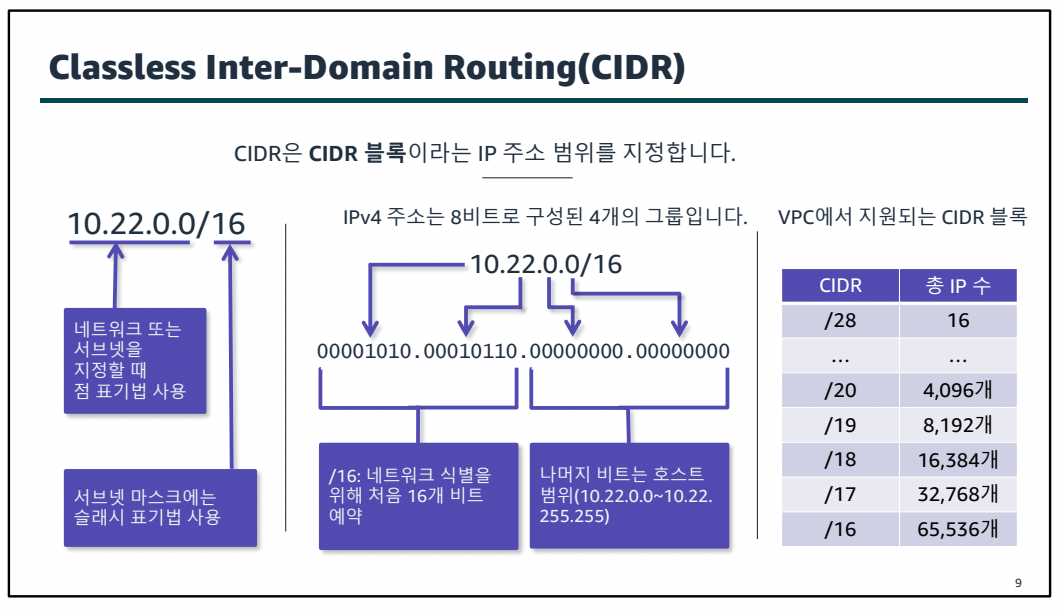 Classless Inter-Domain Routing(CIDR)
CIDR은 CIDR 블록이라는 IP 주소 범위를 지정합니다.
10.22.0.0/16
네트워크 또는
서브넷을
지정할 때
점 표기법 사용
서브넷 마스크에는
슬래시 표기법 사용
IPv4 주소는 8비트로 구성된 4개의 그룹입니다.
10.22.0.0/16
00001010.00010110.00000000.00000000
/16: 네트워크 식별을
위해 처음 16개 비트
예약
나머지 비트는 호스트
범위(10.22.0.0~10.22.
255.255)
VPC에서 지원되는 CIDR 블록
CIDR 총 IP 수
/28 16
... ...
/20 4,096개
/19 8,192개
/18 16,384개
/17 32,768개
/16 65,536개
9